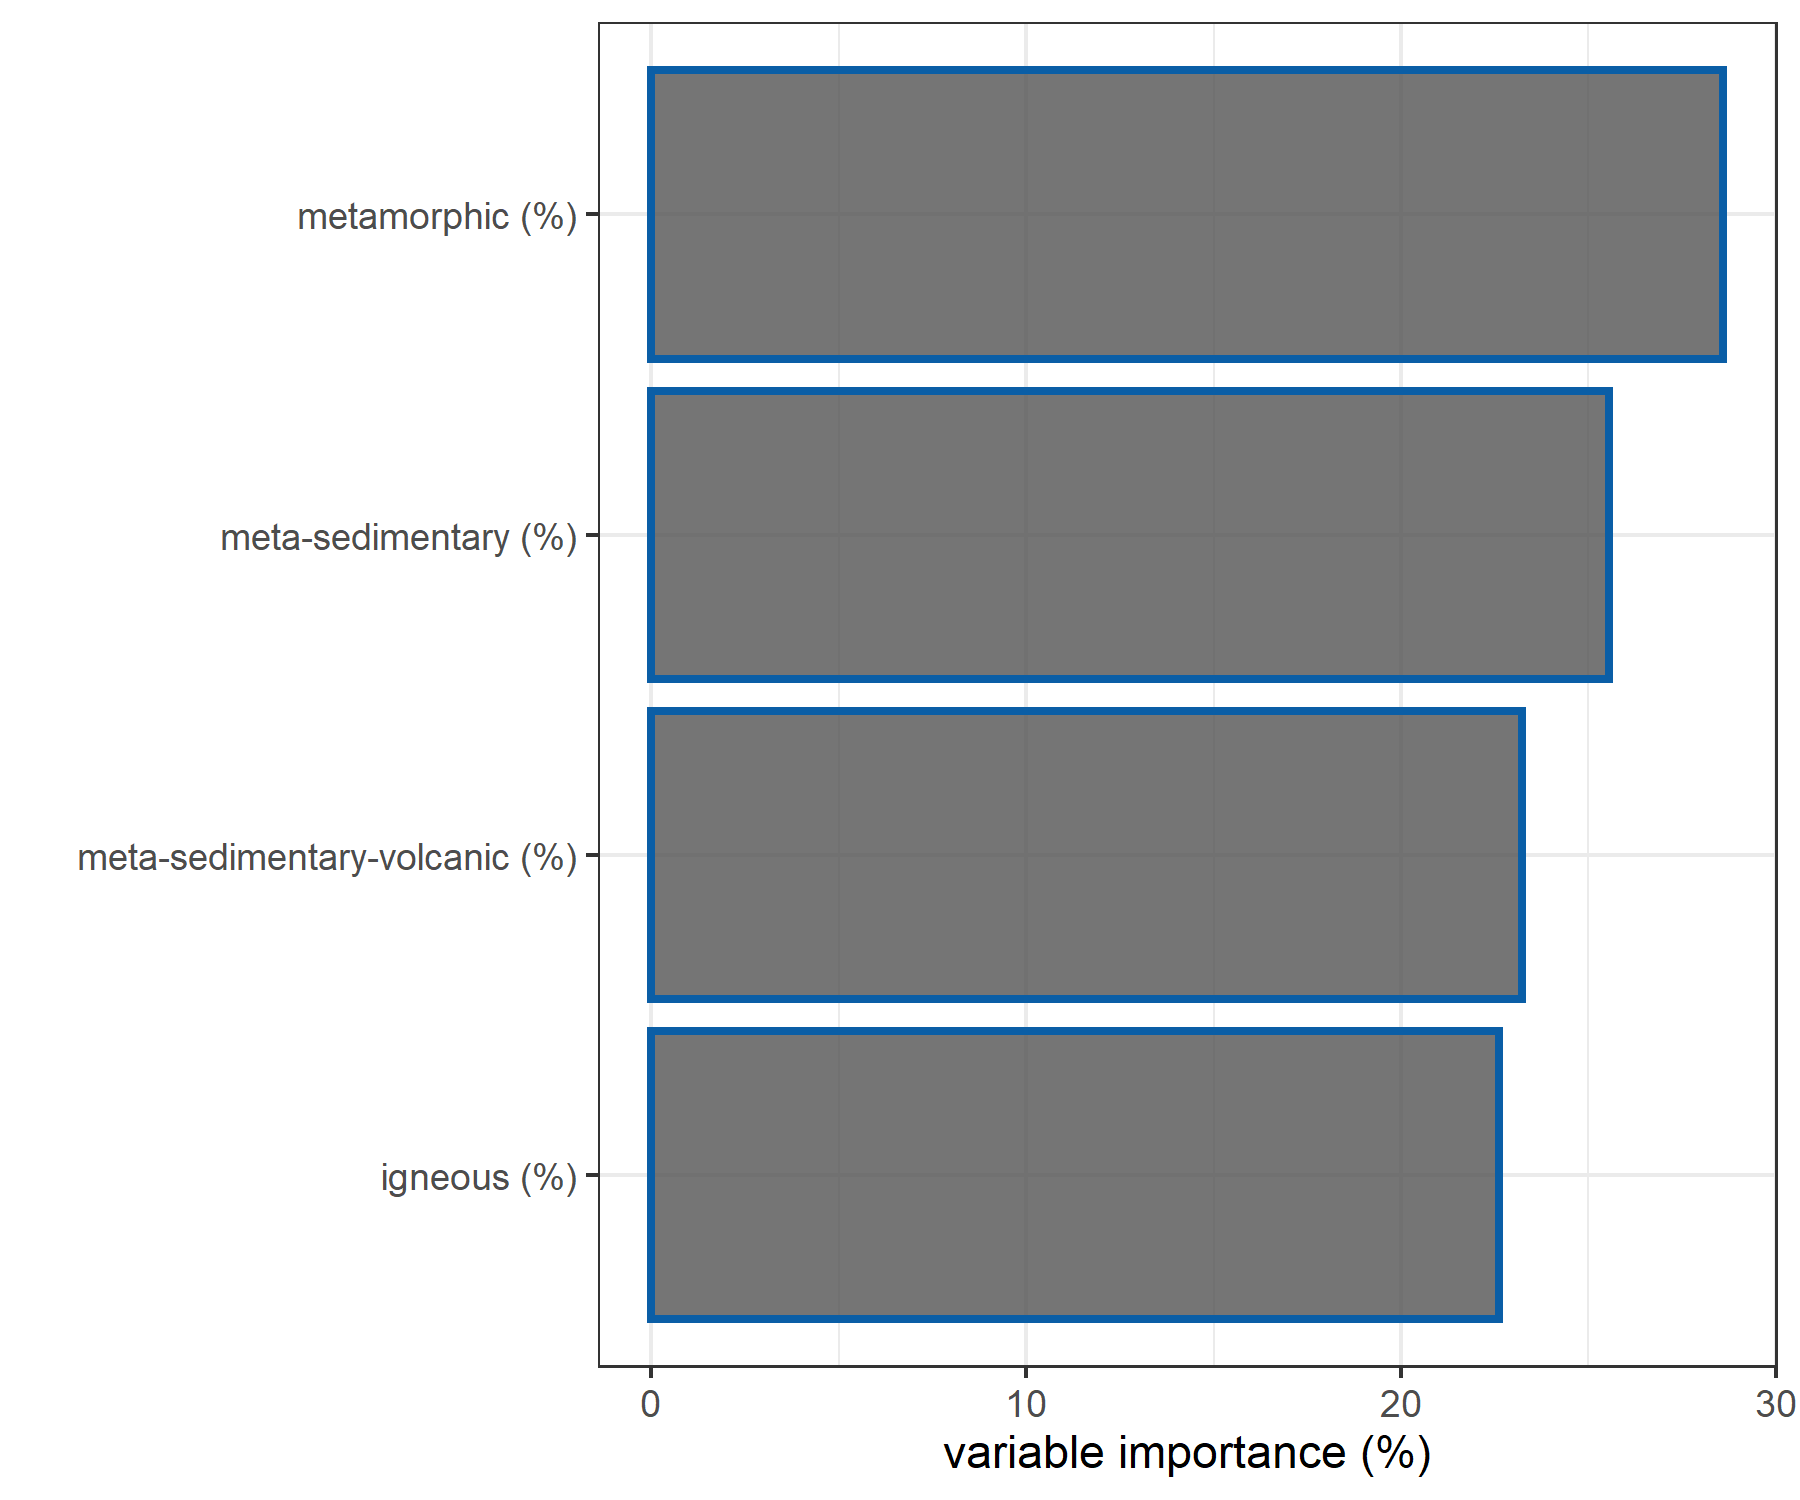 metamorphic (%)
meta-sedimentary (%)
meta-sedimentary-volcanic (%)
igneous (%)
0 10 20 30
variable importance (%)